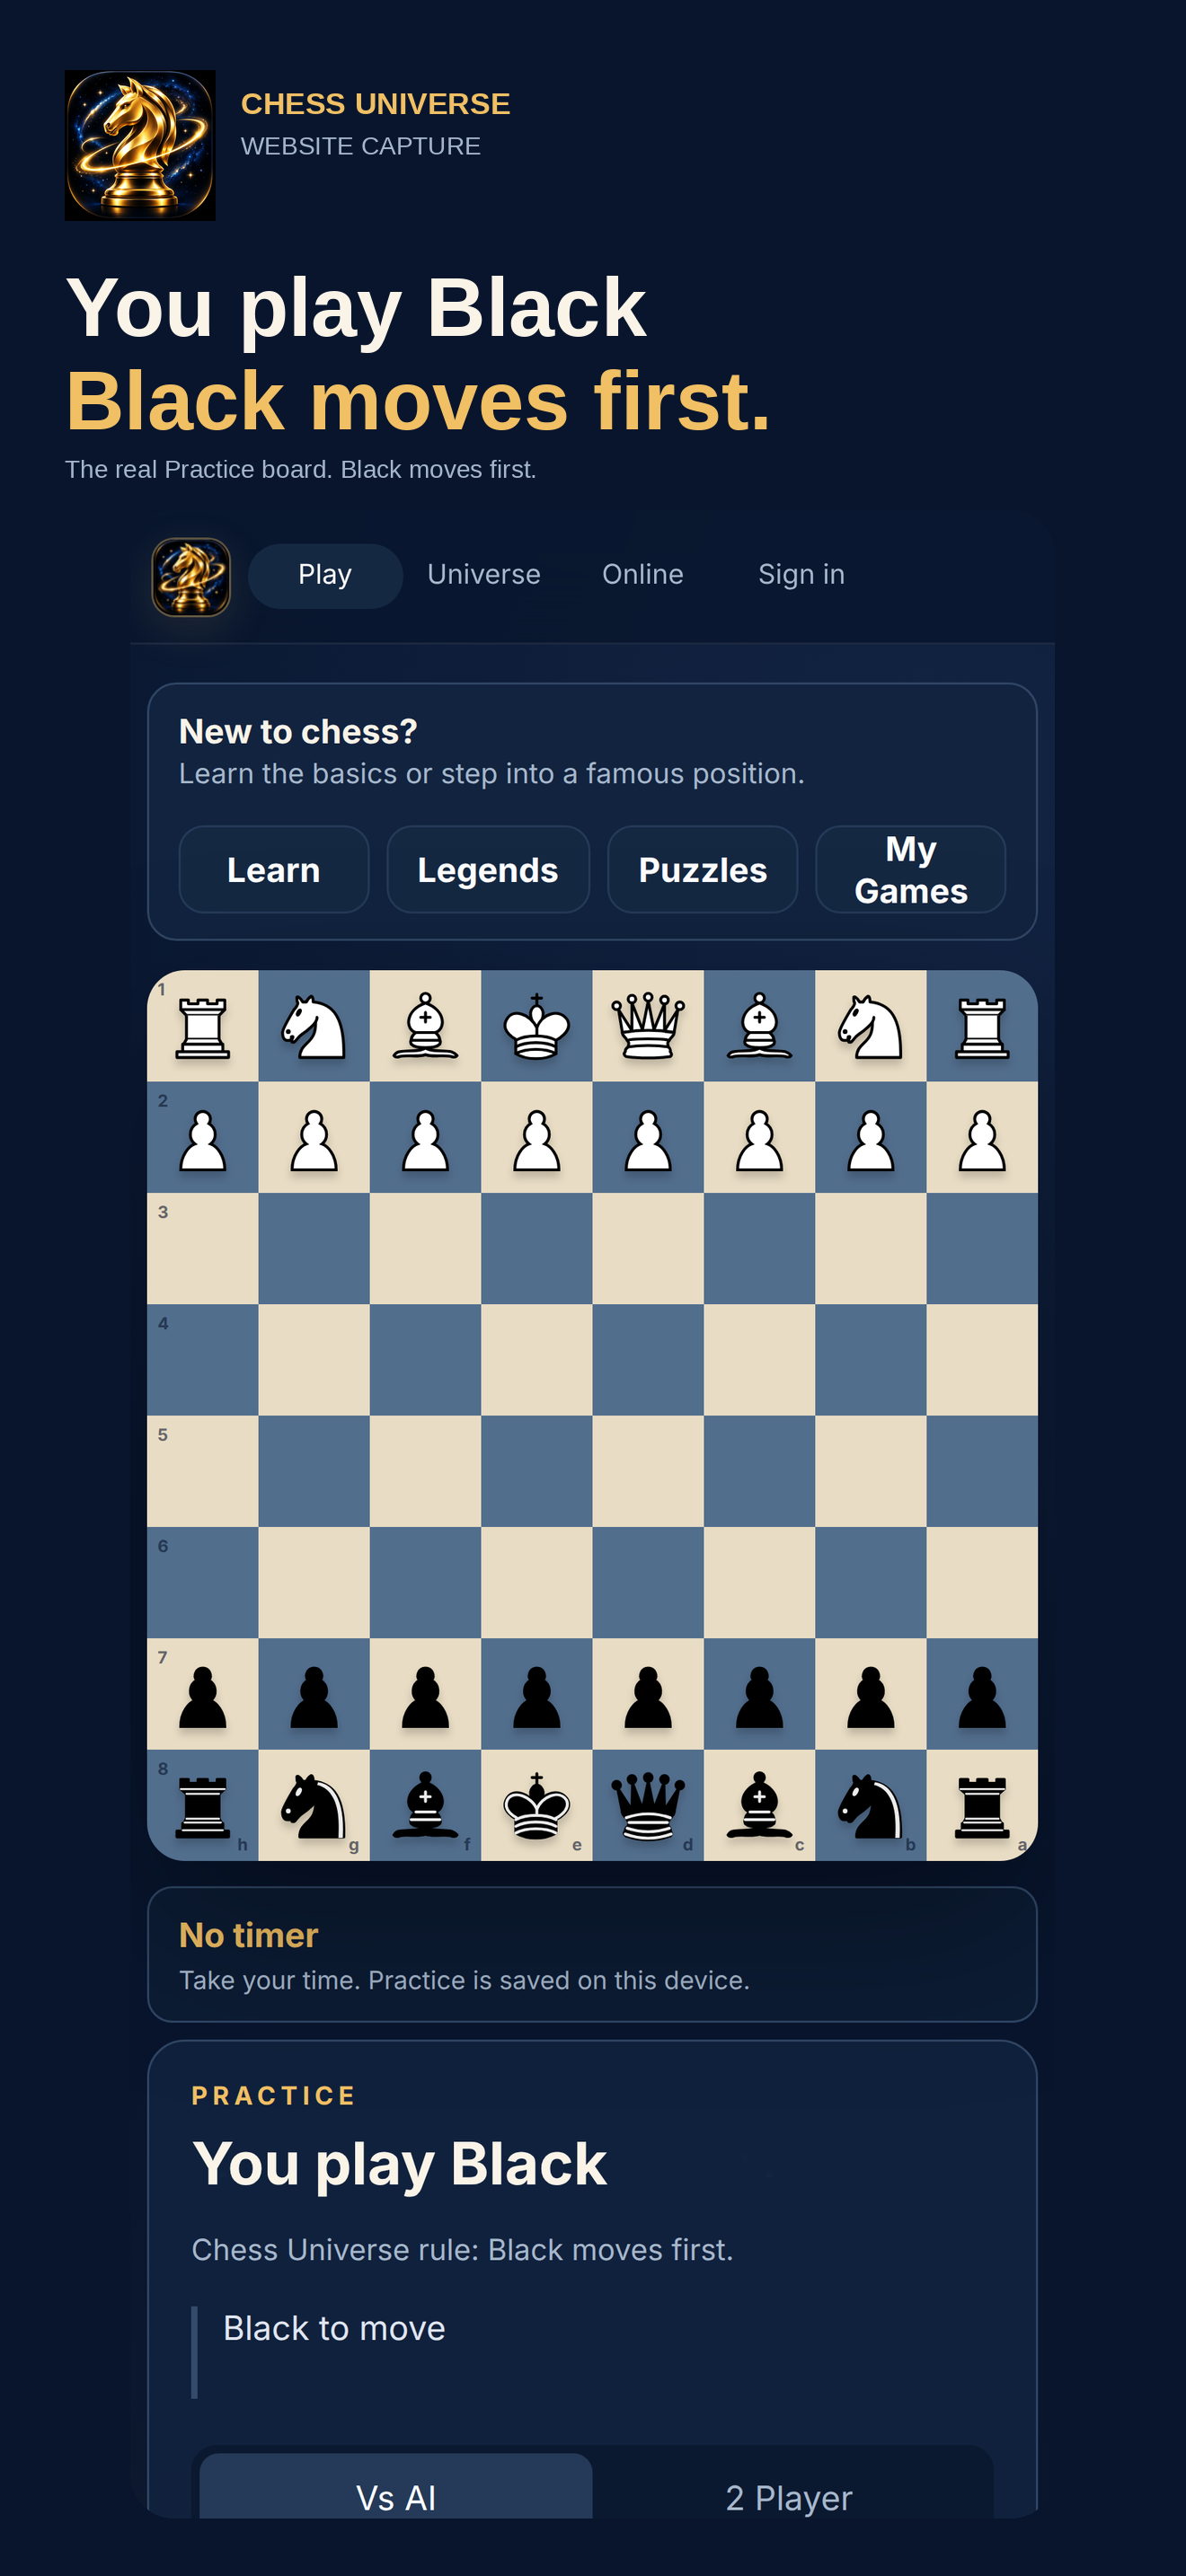 CHESS UNIVERSE
WEBSITE CAPTURE
You play Black
Black moves first.
The real Practice board. Black moves first.
Play Universe Online Sign in
New to chess?
Learn the basics or step into a famous position.
Learn Legends Puzzles My Games
1
2
3
4
5
6
7
8
h g f e d c b a
No timer
Take your time. Practice is saved on this device.
PRACTICE
You play Black
Chess Universe rule: Black moves first.
Black to move
Vs AI 2 Player